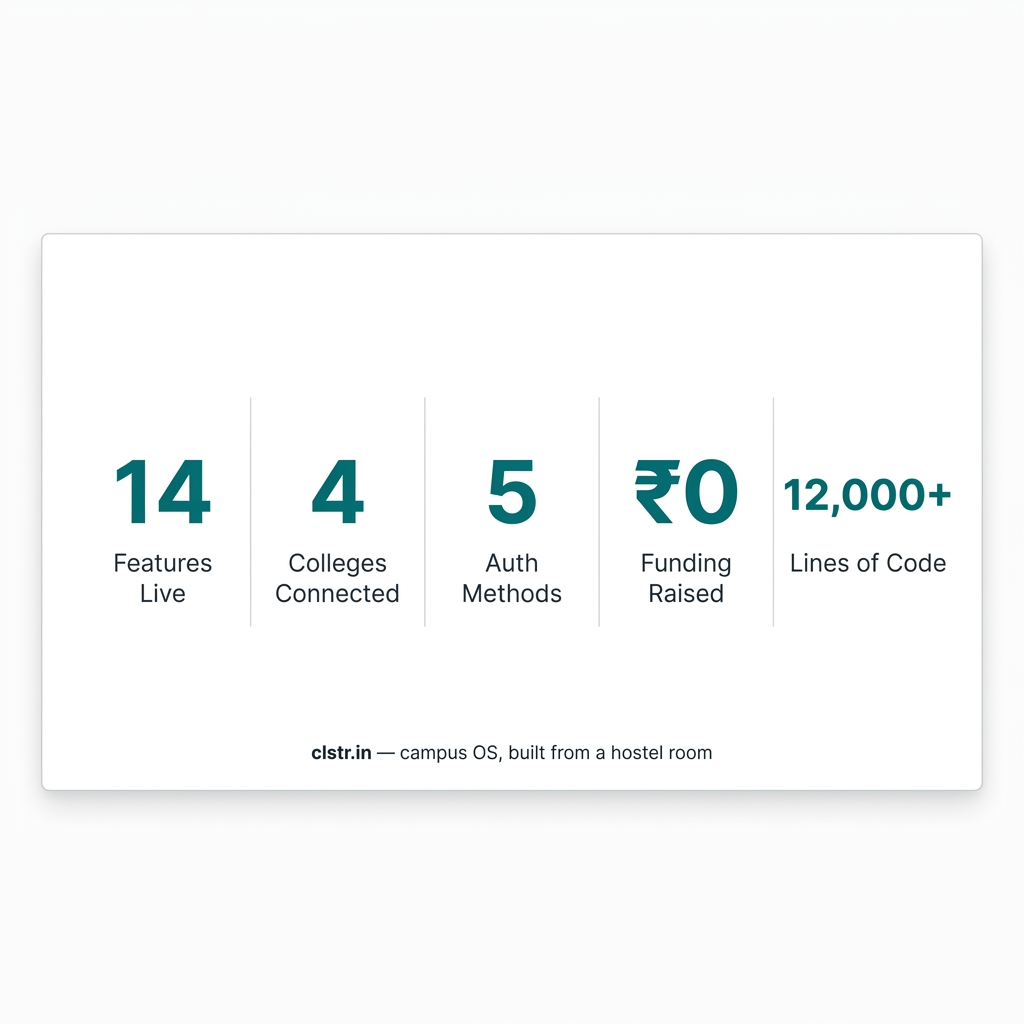 14
Features
Live
4
Colleges
Connected
5
Auth
Methods
₹0
Funding
Raised
12,000+
Lines of Code
clstr.in — campus OS, built from a hostel room